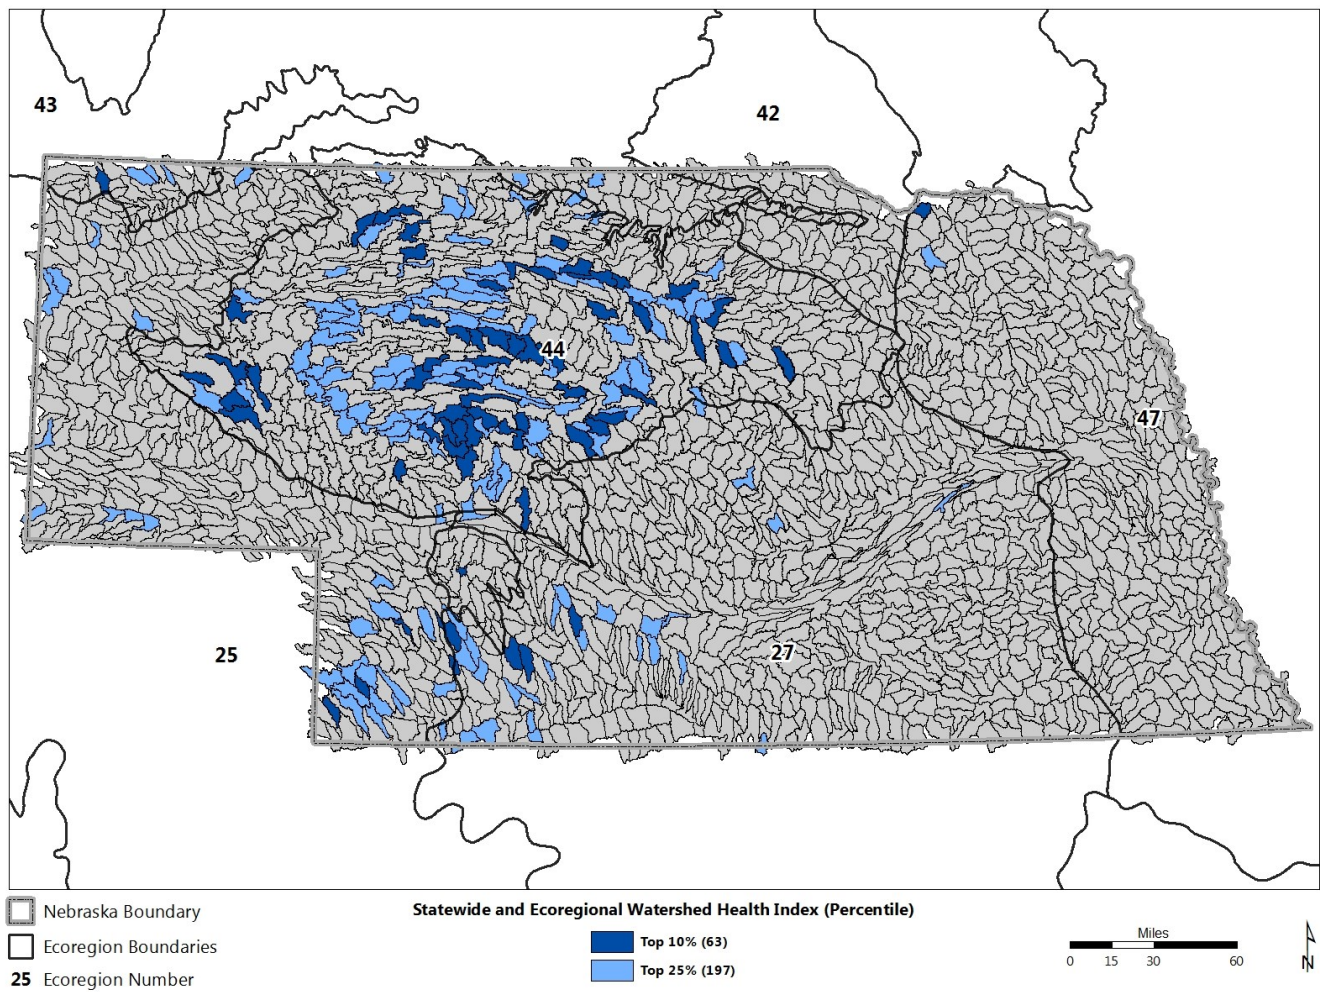 43
42
44
47
25
27
Nebraska Boundary
Ecoregion Boundaries
25 Ecoregion Number
Statewide and Ecoregional Watershed Health Index (Percentile)
Top 10% (63)
Top 25% (197)
Miles
0 15 30 60
N